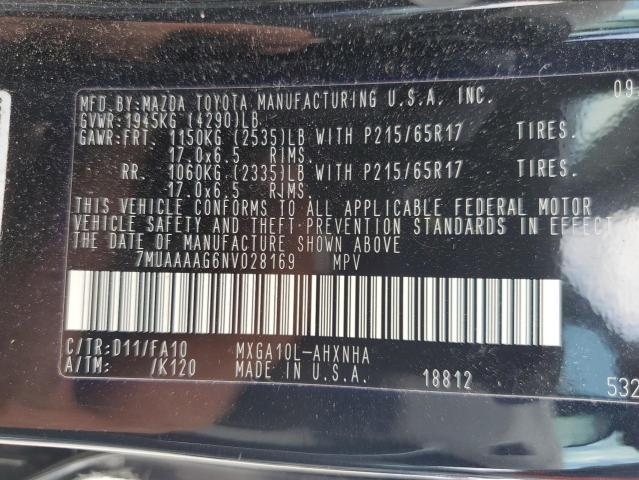 MFD.BY:MAZDA TOYOTA MANUFACTURING U.S.A. INC. 09
GVWR:1945KG (4290)LB
GAWR:FRT. 1150KG (2535)LB WITH P215/65R17 TIRES.
17.0x6.5 RIMS.
RR. 1060KG (2335)LB WITH P215/65R17 TIRES.
17.0x6.5 RIMS.
THIS VEHICLE CONFORMS TO ALL APPLICABLE FEDERAL MOTOR
VEHICLE SAFETY AND THEFT-PREVENTION STANDARDS IN EFFECT
THE DATE OF MANUFACTURE SHOWN ABOVE.
7MUAAAAG6NV028169 MPV
C/TR:D11/FA10 MXGA10L-AHXNHA
A/TM: /K120 MADE IN U.S.A. 18812 532